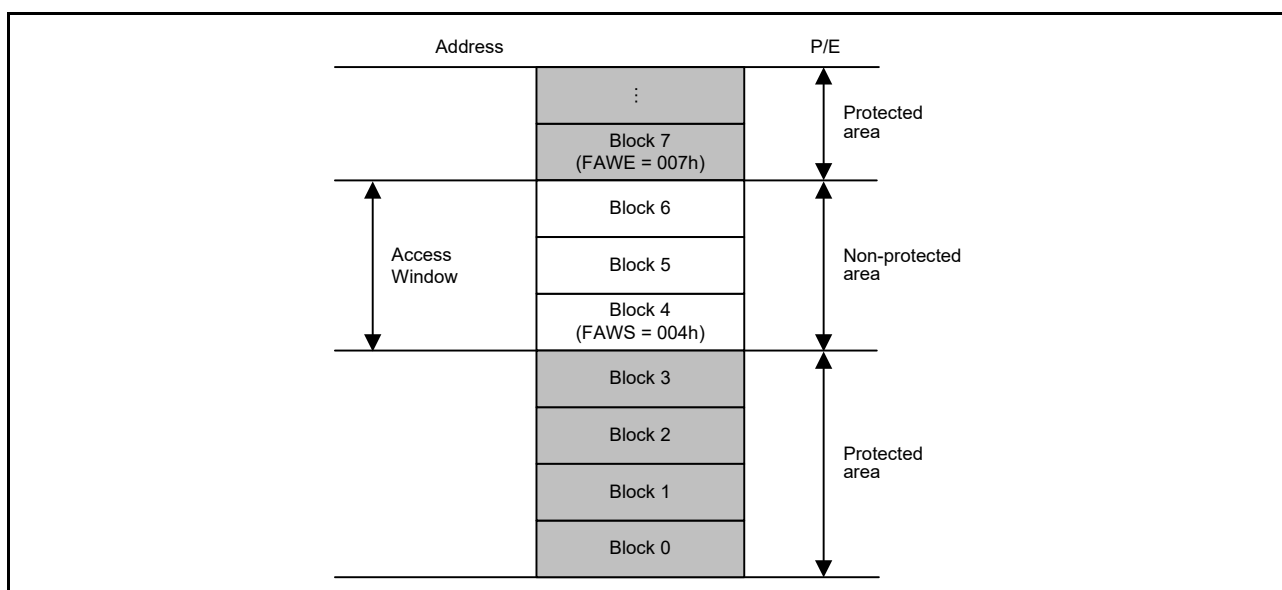 Address
P/E
⋮
Protected
area
Block 7
(FAWE = 007h)
Block 6
Access
Window
Block 5
Non-protected
area
Block 4
(FAWS = 004h)
Block 3
Block 2
Protected
area
Block 1
Block 0